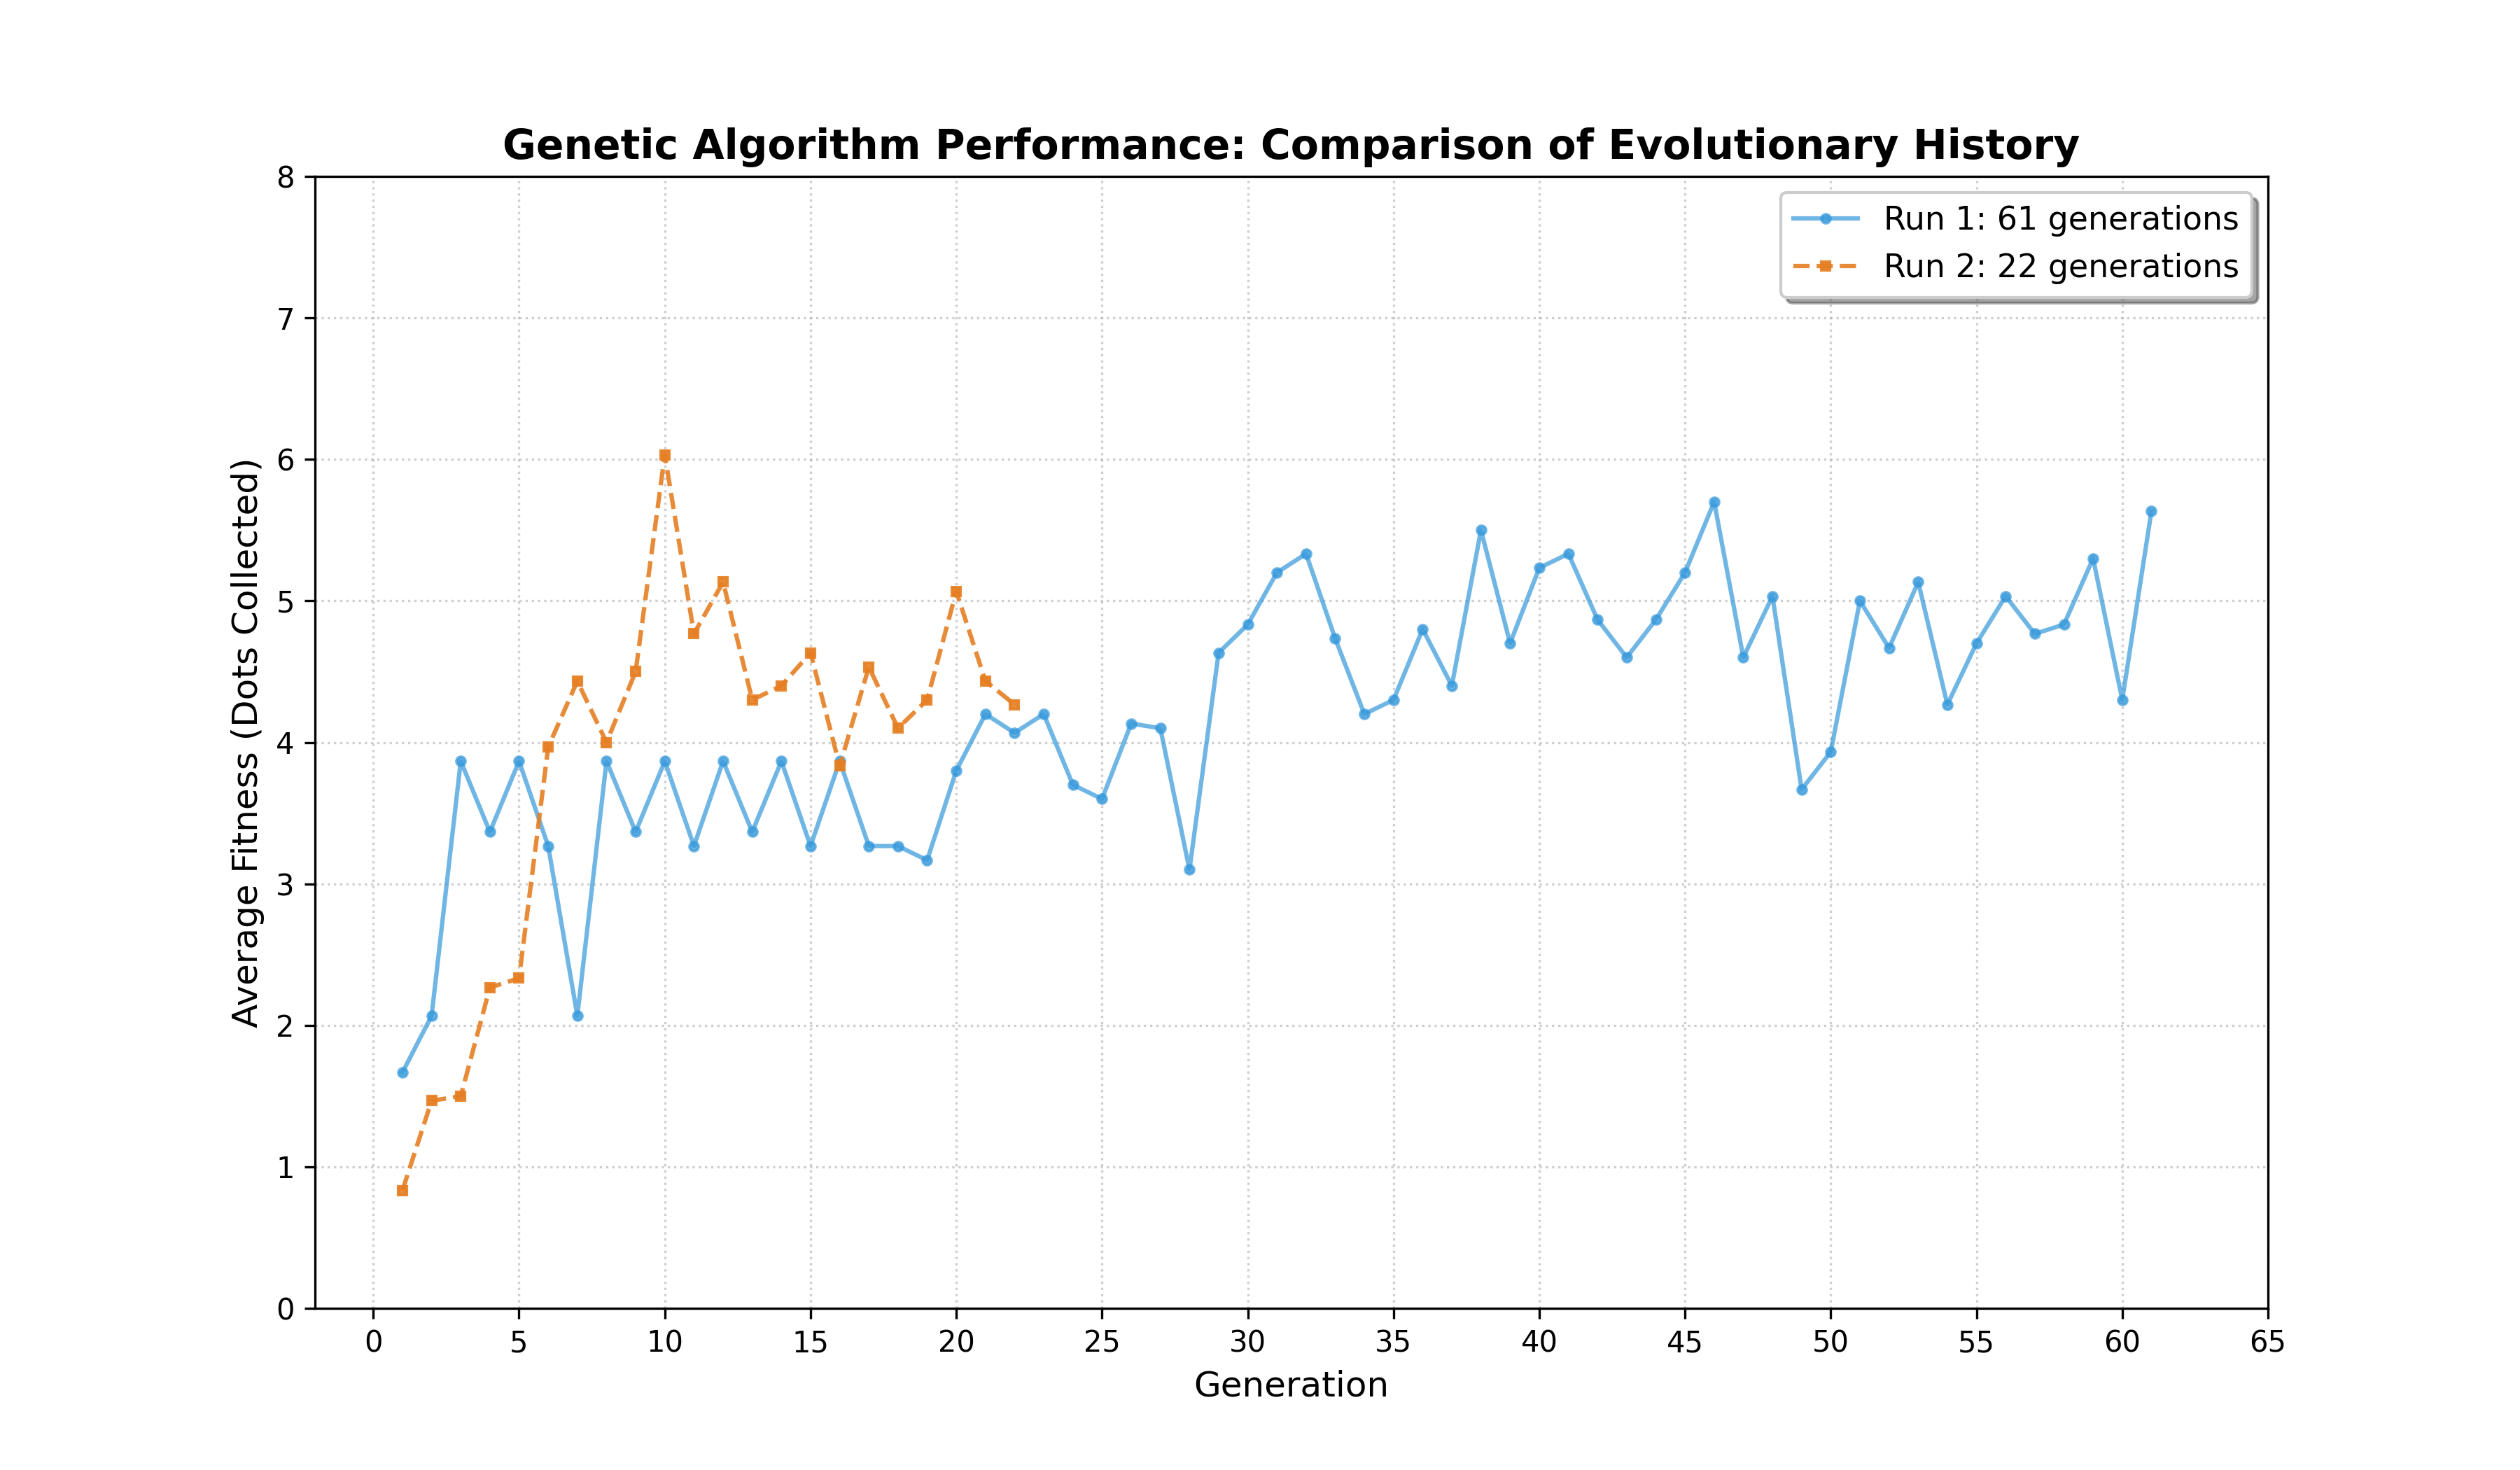 Genetic Algorithm Performance: Comparison of Evolutionary History
8
7
6
5
4
3
2
1
0
Average Fitness (Dots Collected)
Run 1: 61 generations
Run 2: 22 generations
0 5 10 15 20 25 30 35 40 45 50 55 60 65
Generation